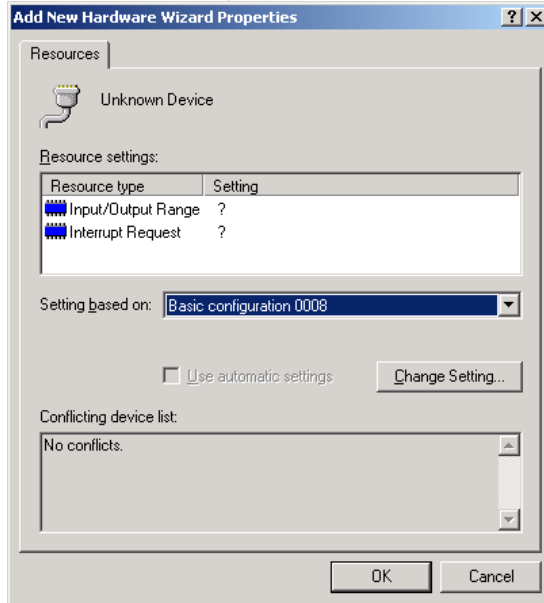 Add New Hardware Wizard Properties
Resources
Unknown Device
Resource settings:
Resource type Setting
Input/Output Range ?
Interrupt Request ?
Setting based on: Basic configuration 0008
Use automatic settings Change Setting...
Conflicting device list:
No conflicts.
OK Cancel